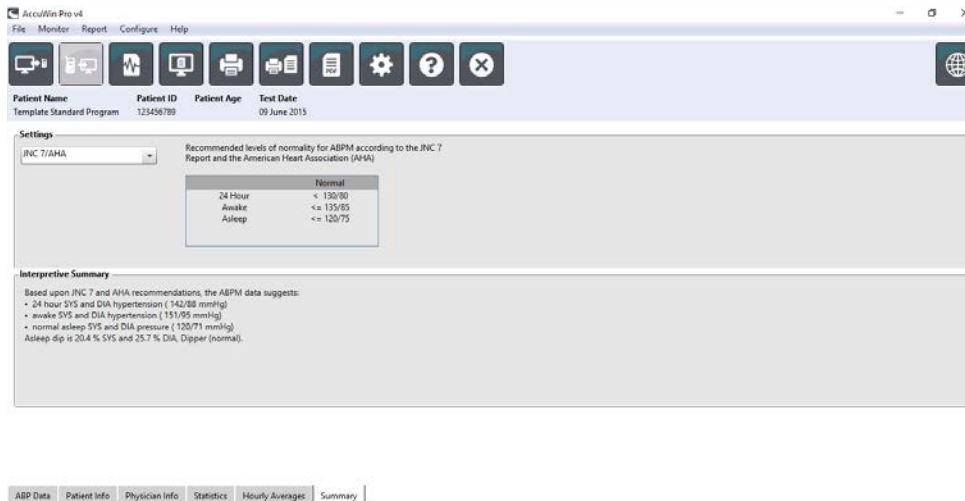 AccuWin Pro v4
File Monitor Report Configure Help
PDF
Patient Name Patient ID Patient Age Test Date
Template Standard Program 123456789 09 June 2015
Settings
JNC 7/AHA
Recommended levels of normality for ABPM according to the JNC 7
Report and the American Heart Association (AHA)
Normal
24 Hour < 130/80
Awake <= 135/85
Asleep <= 120/75
Interpretive Summary
Based upon JNC 7 and AHA recommendations, the ABPM data suggests:
• 24 hour SYS and DIA hypertension ( 142/88 mmHg)
• awake SYS and DIA hypertension ( 151/95 mmHg)
• normal asleep SYS and DIA pressure ( 120/71 mmHg)
Asleep dip is 20.4 % SYS and 25.7 % DIA, Dipper (normal).
ABP Data Patient Info Physician Info Statistics Hourly Averages Summary